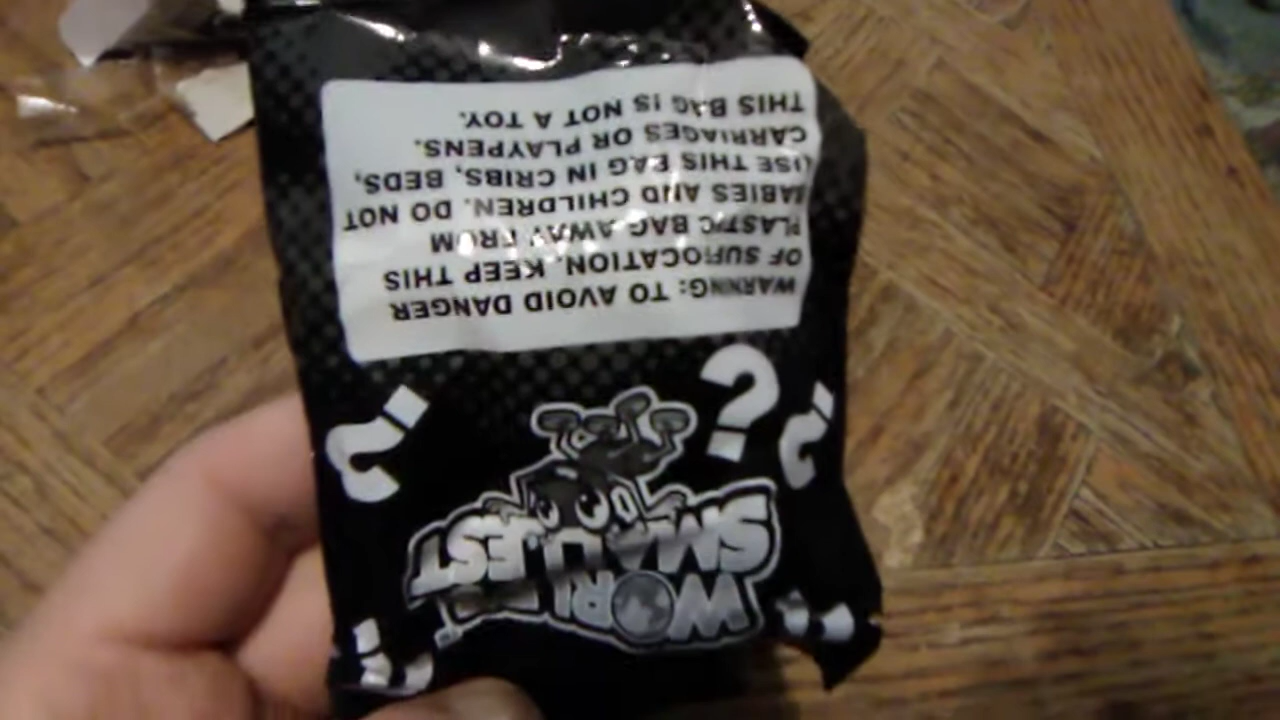 WORLD'S
SMALLEST
WARNING: TO AVOID DANGER
OF SUFFOCATION, KEEP THIS
PLASTIC BAG AWAY FROM
BABIES AND CHILDREN. DO NOT
USE THIS BAG IN CRIBS, BEDS,
CARRIAGES OR PLAYPENS.
THIS BAG IS NOT A TOY.